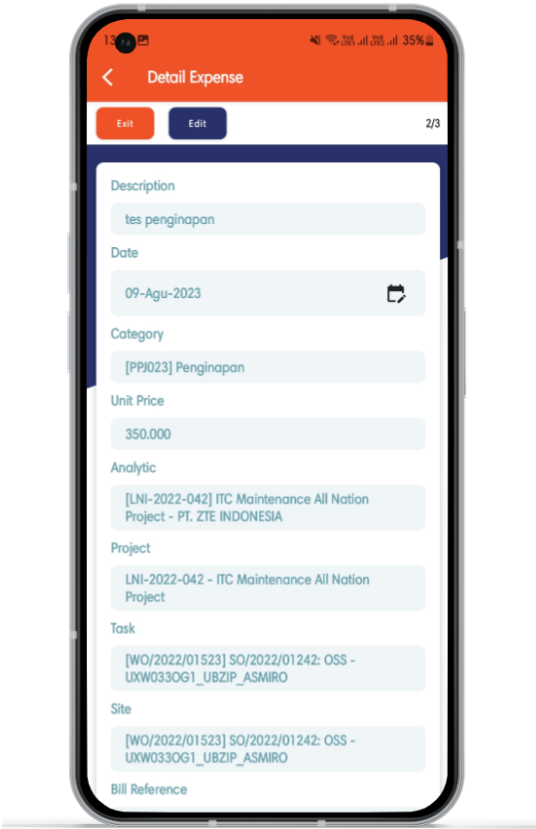 35%
Detail Expense
Exit
Edit
2/3
Description
tes penginapan
Date
09-Agu-2023
Category
[PPJ023] Penginapan
Unit Price
350.000
Analytic
[LNI-2022-042] ITC Maintenance All Nation
Project - PT. ZTE INDONESIA
Project
LNI-2022-042 - ITC Maintenance All Nation
Project
Task
[WO/2022/01523] SO/2022/01242: OSS -
UXW033OG1_UBZIP_ASMIRO
Site
[WO/2022/01523] SO/2022/01242: OSS -
UXW033OG1_UBZIP_ASMIRO
Bill Reference